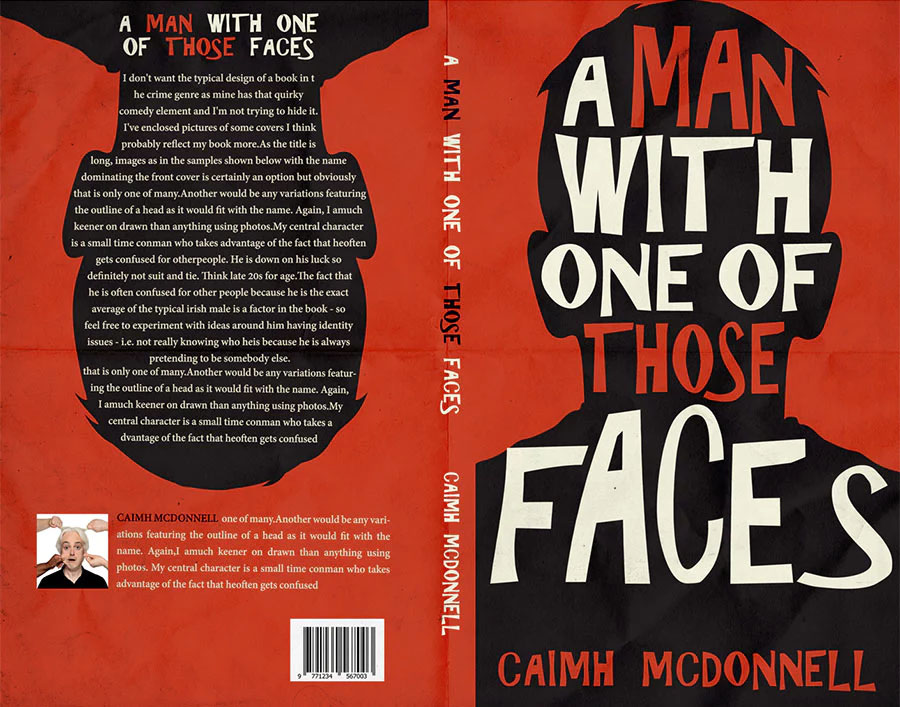 A MAN WITH ONE
OF THOSE FACES
I don't want the typical design of a book in t
he crime genre as mine has that quirky
comedy element and I'm not trying to hide it.
I've enclosed pictures of some covers I think
probably reflect my book more.As the title is
long, images as in the samples shown below with the name
dominating the front cover is certainly an option but obviously
that is only one of many.Another would be any variations featuring
the outline of a head as it would fit with the name. Again, I amuch
keener on drawn than anything using photos.My central character
is a small time conman who takes advantage of the fact that heoften
gets confused for otherpeople. He is down on his luck so
definitely not suit and tie. Think late 20s for age.The fact that
he is often confused for other people because he is the exact
average of the typical irish male is a factor in the book - so
feel free to experiment with ideas around him having identity
issues - i.e. not really knowing who heis because he is always
pretending to be somebody else.
that is only one of many.Another would be any variations featur-
ing the outline of a head as it would fit with the name. Again,
I amuch keener on drawn than anything using photos.My
central character is a small time conman who takes a
dvantage of the fact that heoften gets confused
CAIMH MCDONNELL one of many.Another would be any vari-
ations featuring the outline of a head as it would fit with the
name. Again,I amuch keener on drawn than anything using
photos. My central character is a small time conman who takes
advantage of the fact that heoften gets confused
9 771234 567003
A MAN WITH ONE OF THOSE FACES CAIMH MCDONNELL
A MAN
WITH
ONE OF
THOSE
FACES
CAIMH MCDONNELL